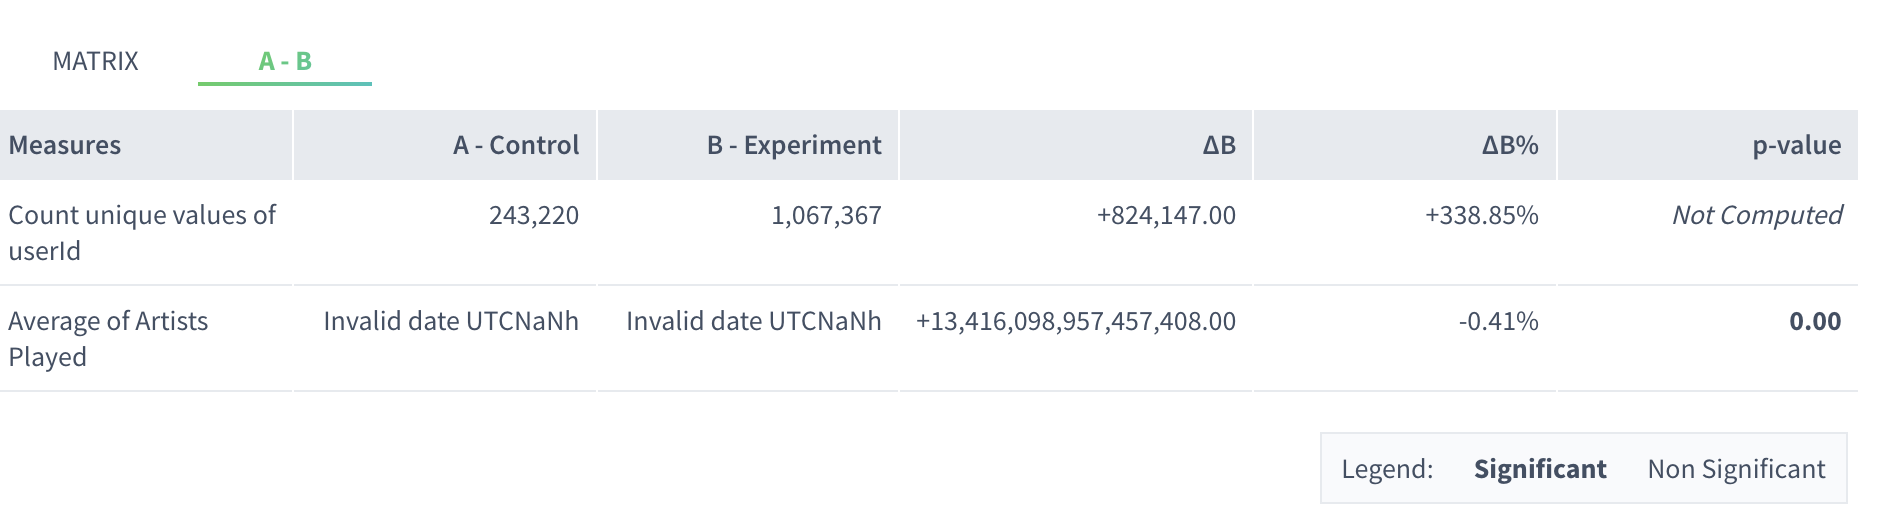 MATRIX A - B
Measures A - Control B - Experiment ΔB ΔB% p-value
Count unique values of 243,220 1,067,367 +824,147.00 +338.85% Not Computed
userId
Average of Artists Invalid date UTCNaNh Invalid date UTCNaNh +13,416,098,957,457,408.00 -0.41% 0.00
Played
Legend: Significant Non Significant